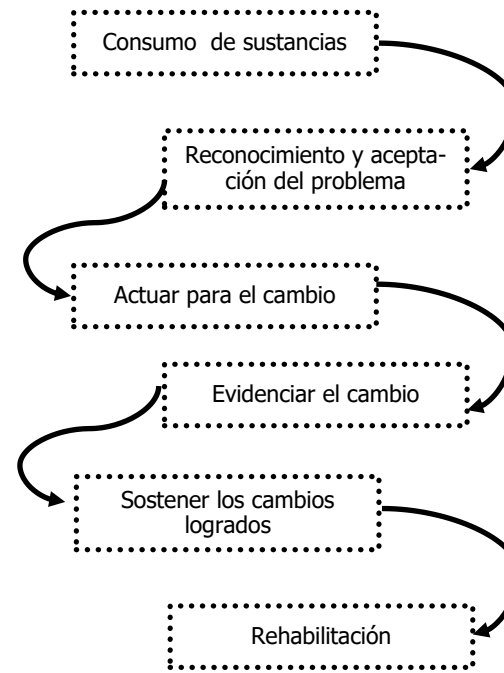 Consumo de sustancias
Reconocimiento y acepta-
ción del problema
Actuar para el cambio
Evidenciar el cambio
Sostener los cambios
logrados
Rehabilitación